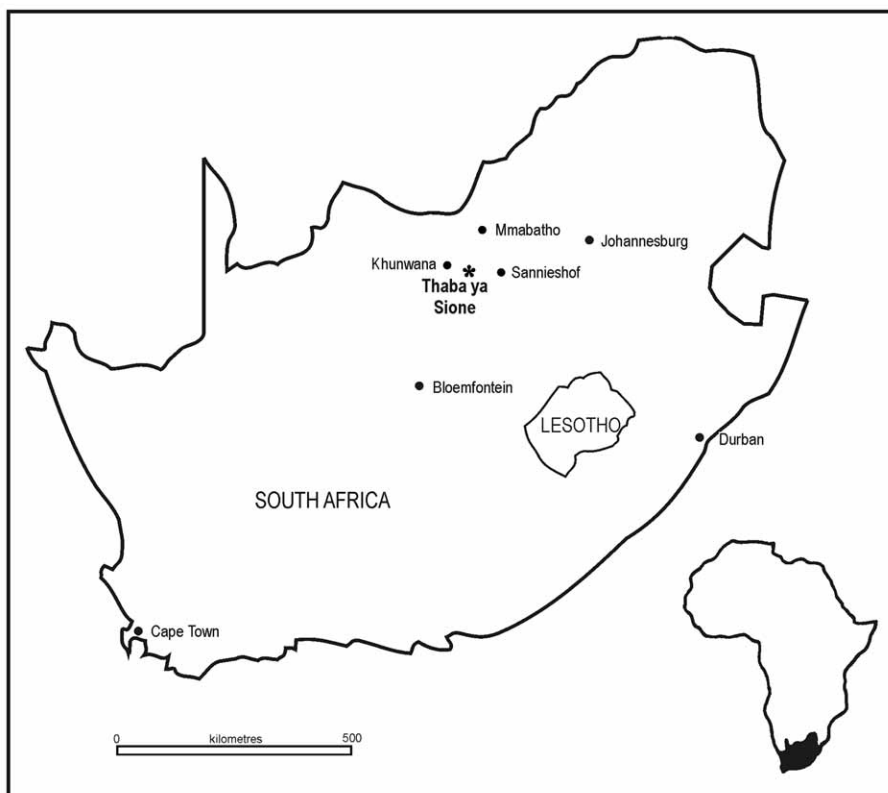 Mmabatho
Johannesburg
Khunwana
*
Sannieshof
Thaba ya
Sione
Bloemfontein
LESOTHO
Durban
SOUTH AFRICA
Cape Town
0 kilometres 500